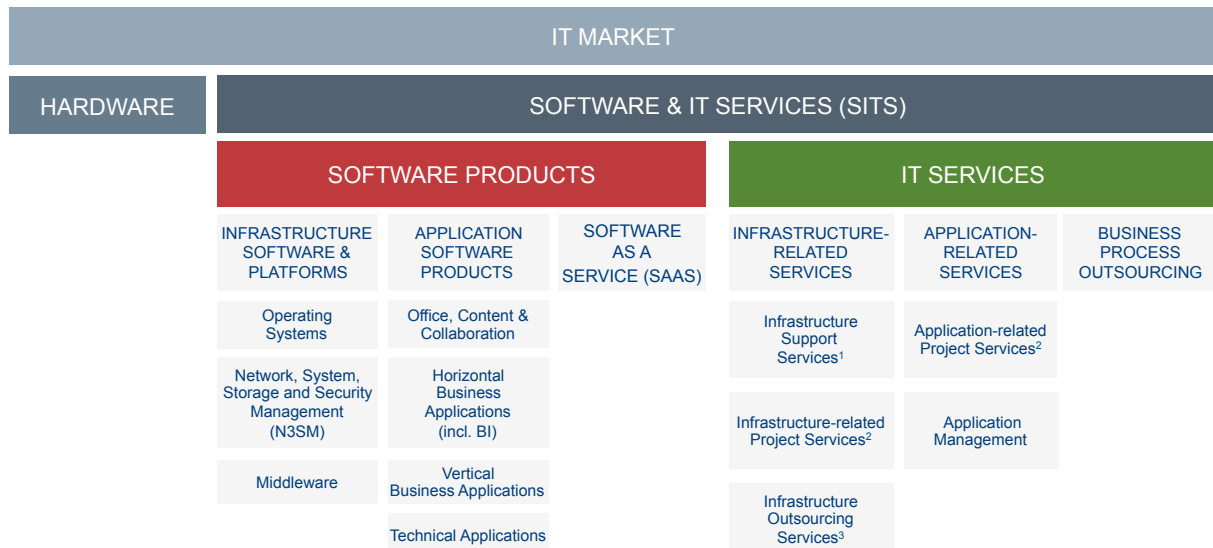 IT MARKET
HARDWARE
SOFTWARE & IT SERVICES (SITS)
SOFTWARE PRODUCTS
IT SERVICES
INFRASTRUCTURE
SOFTWARE &
PLATFORMS
APPLICATION
SOFTWARE
PRODUCTS
SOFTWARE
AS A
SERVICE (SAAS)
INFRASTRUCTURE-
RELATED
SERVICES
APPLICATION-
RELATED
SERVICES
BUSINESS
PROCESS
OUTSOURCING
Operating
Systems
Network, System,
Storage and Security
Management
(N3SM)
Middleware
Office, Content &
Collaboration
Horizontal
Business
Applications
(incl. BI)
Vertical
Business Applications
Technical Applications
Infrastructure
Support
Services¹
Infrastructure-related
Project Services²
Infrastructure
Outsourcing
Services³
Application-related
Project Services²
Application
Management